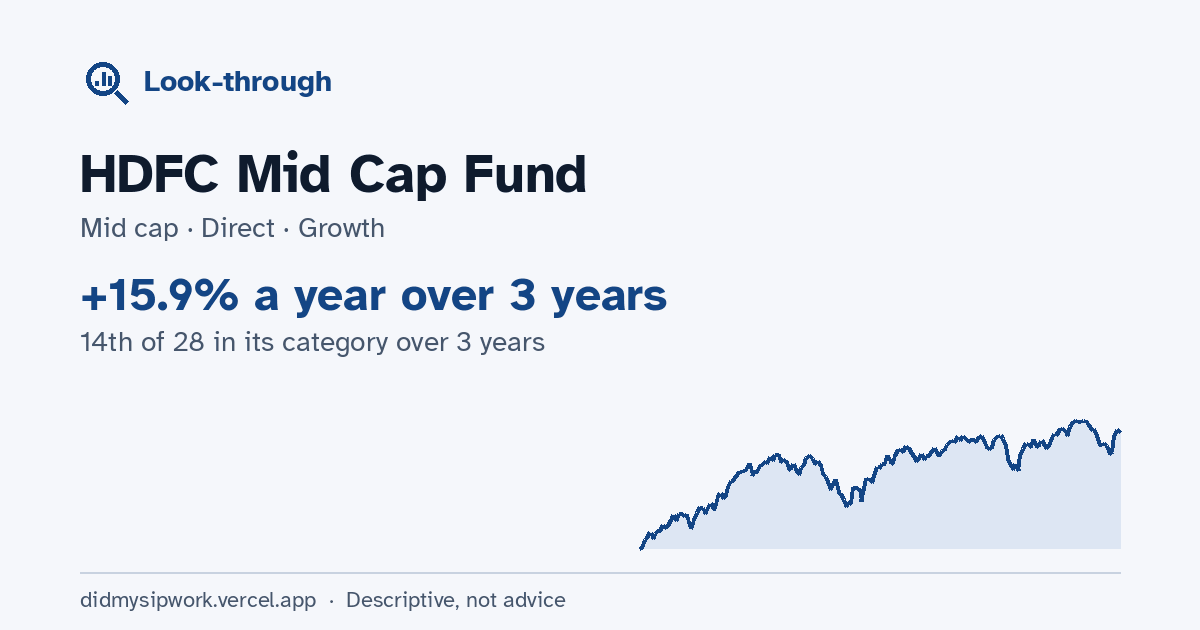 Look-through
HDFC Mid Cap Fund
Mid cap · Direct · Growth
+15.9% a year over 3 years
14th of 28 in its category over 3 years
didmysipwork.vercel.app · Descriptive, not advice